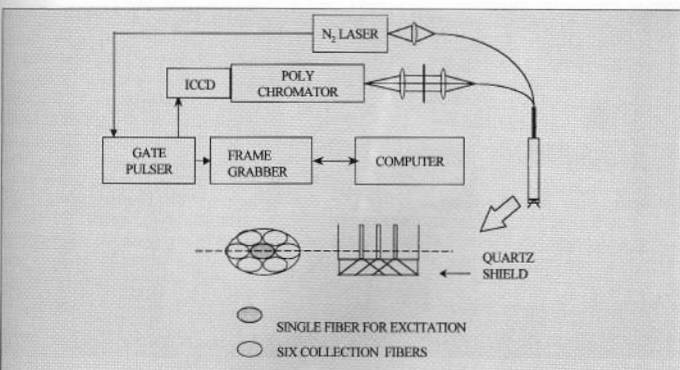 N₂ LASER
ICCD
POLY
CHROMATOR
GATE
PULSER
FRAME
GRABBER
COMPUTER
QUARTZ
SHIELD
SINGLE FIBER FOR EXCITATION
SIX COLLECTION FIBERS